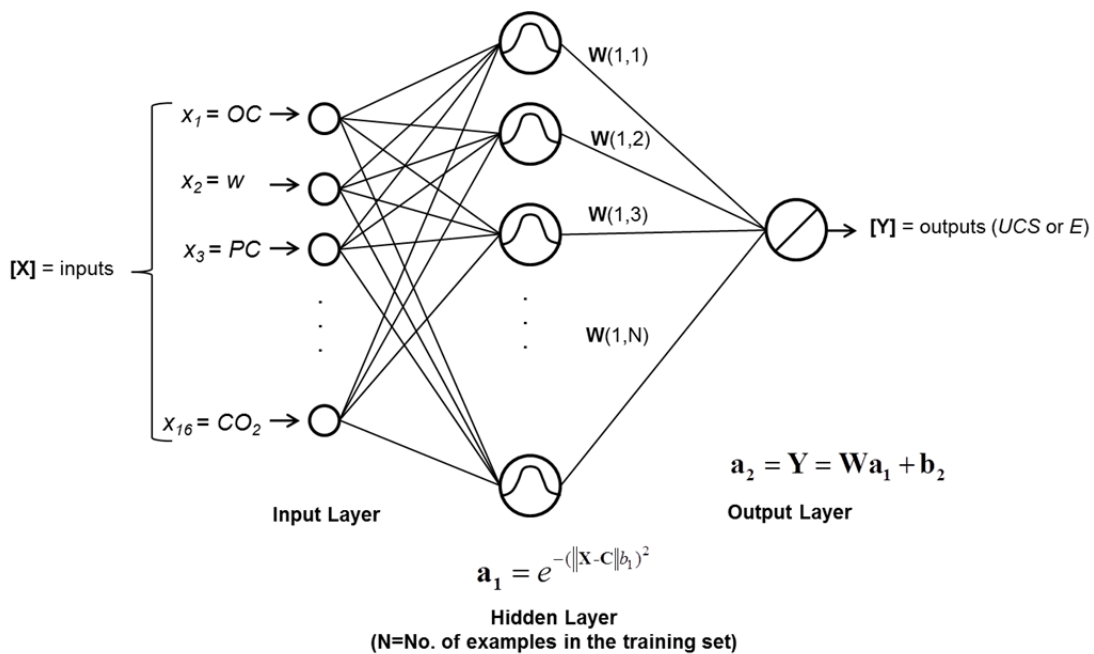 W(1,1)
x₁ = OC
W(1,2)
x₂ = w
W(1,3)
[Y] = outputs (UCS or E)
x₃ = PC
[X] = inputs
W(1,N)
x₁₆ = CO₂
a₂ = Y = Wa₁ + b₂
Input Layer
Output Layer
a₁ = e^{-(‖X-C‖b₁)²}
Hidden Layer
(N=No. of examples in the training set)